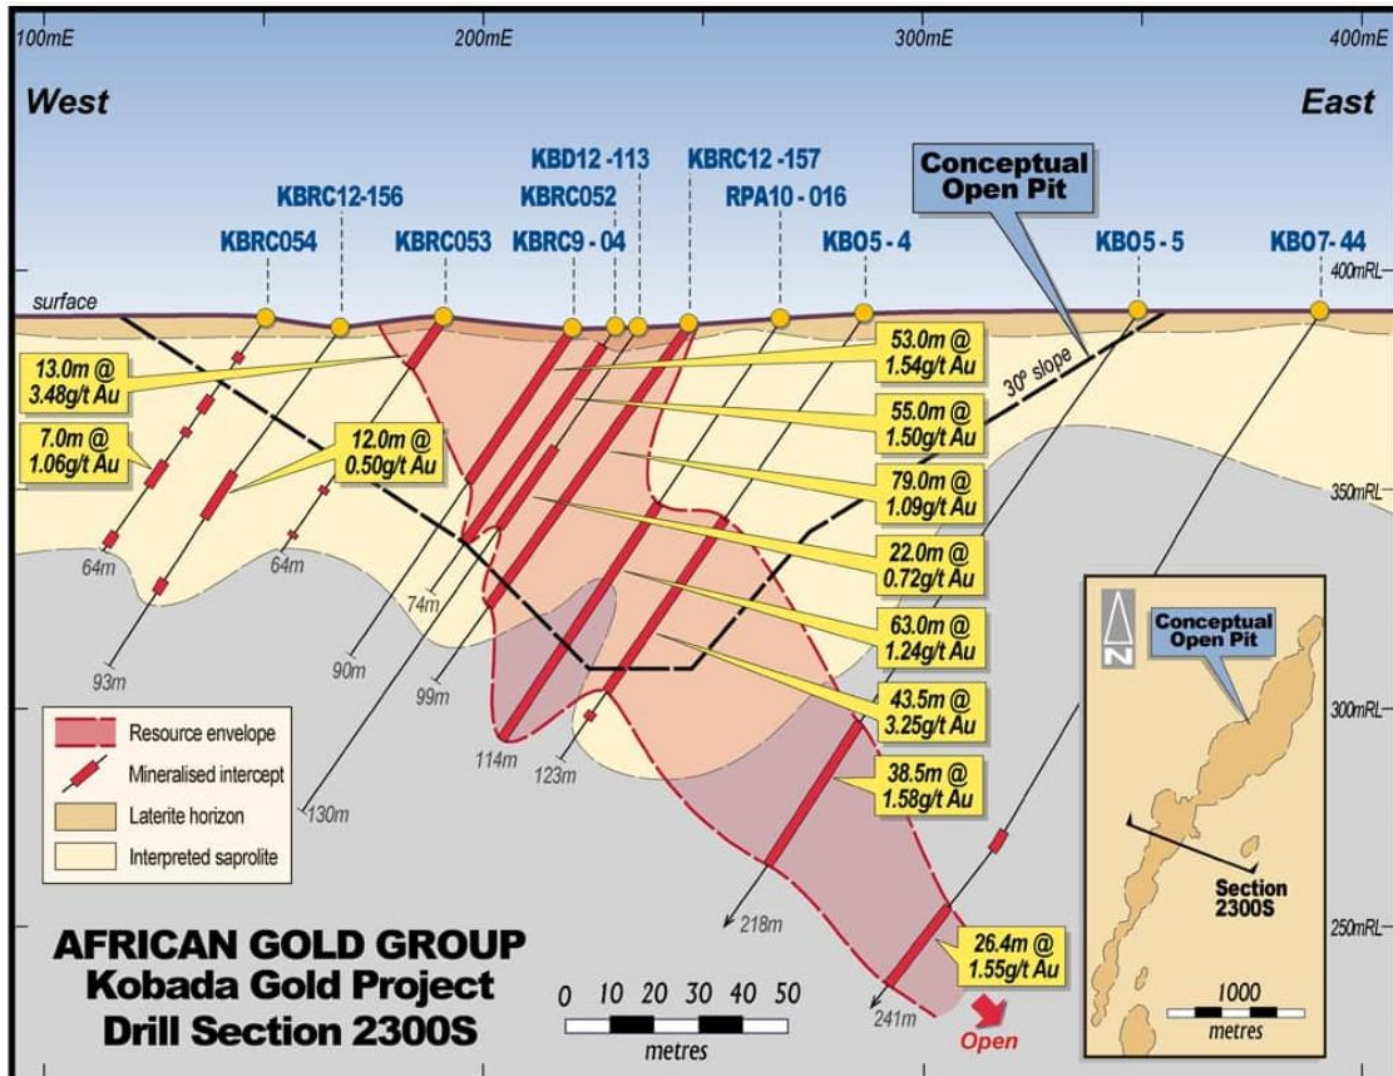 100mE
200mE
300mE
400mE
West
East
KBD12 -113
KBRC12 -157
Conceptual
Open Pit
KBRC12-156
KBRC052
RPA10 - 016
KBRC054
KBRC053
KBRC9 - 04
KBO5 - 4
KBO5 - 5
KBO7- 44
400mRL
surface
30º slope
13.0m @
3.48g/t Au
53.0m @
1.54g/t Au
7.0m @
1.06g/t Au
12.0m @
0.50g/t Au
55.0m @
1.50g/t Au
79.0m @
1.09g/t Au
350mRL
22.0m @
0.72g/t Au
64m
64m
74m
63.0m @
1.24g/t Au
90m
93m
99m
43.5m @
3.25g/t Au
300mRL
114m
123m
38.5m @
1.58g/t Au
130m
218m
Resource envelope
Mineralised intercept
Laterite horizon
Interpreted saprolite
N
Conceptual
Open Pit
Section
2300S
250mRL
26.4m @
1.55g/t Au
241m
Open
AFRICAN GOLD GROUP
Kobada Gold Project
Drill Section 2300S
0 10 20 30 40 50
metres
1000
metres